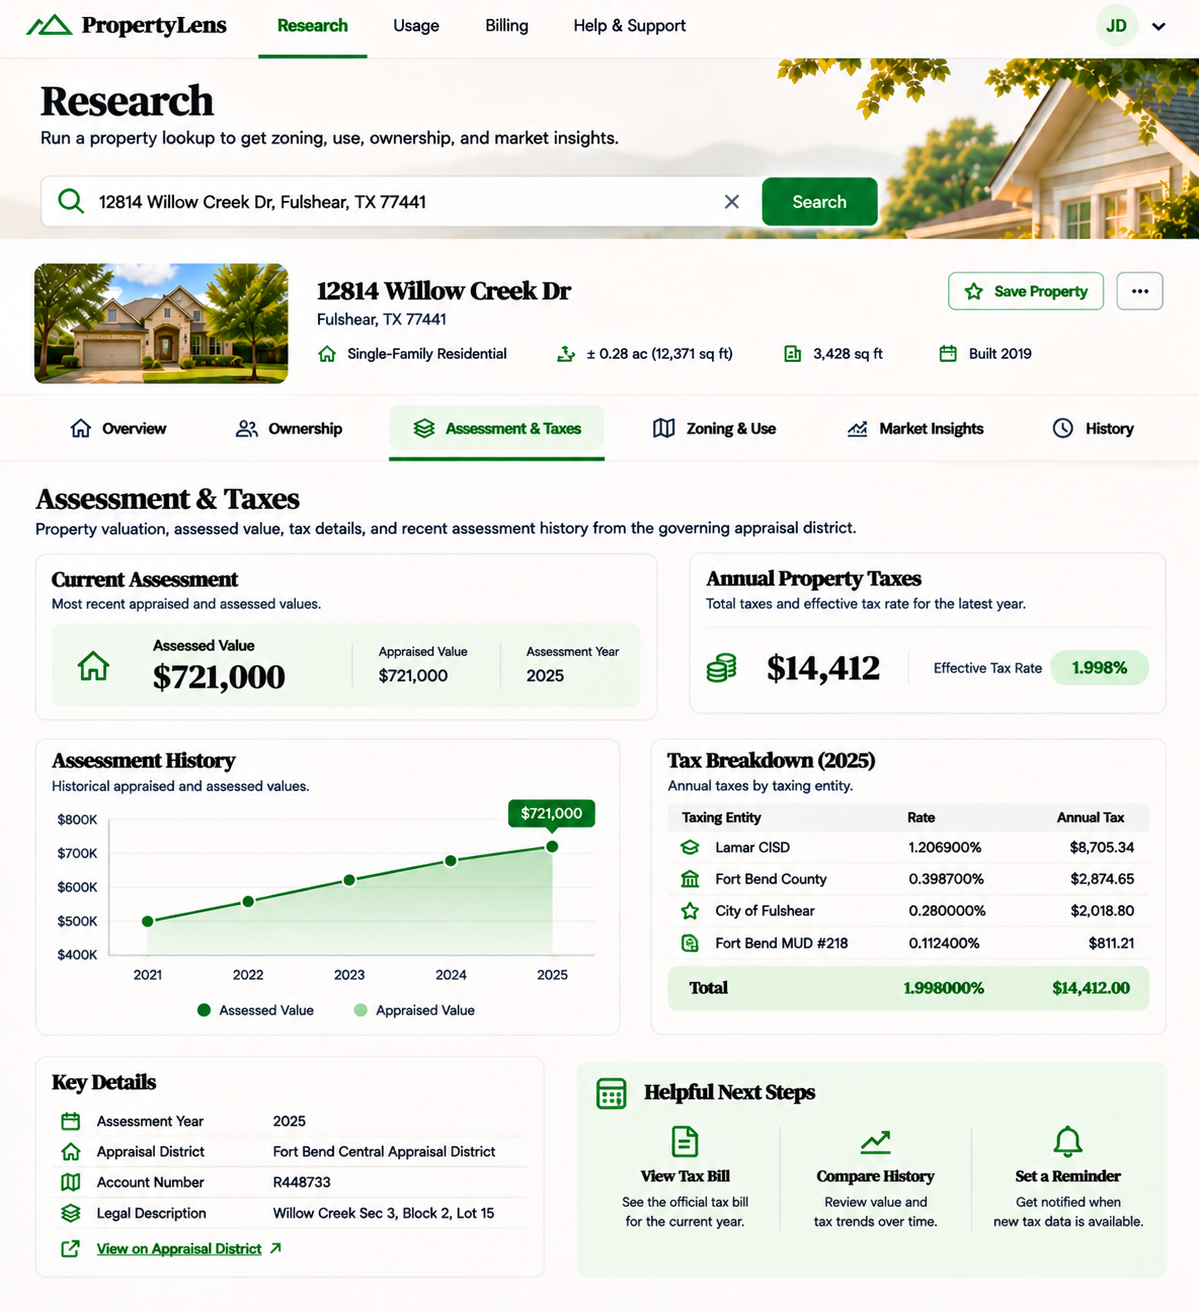 PropertyLens
Research
Usage
Billing
Help & Support
JD
Research
Run a property lookup to get zoning, use, ownership, and market insights.
12814 Willow Creek Dr, Fulshear, TX 77441
Search
12814 Willow Creek Dr
Fulshear, TX 77441
Save Property
Single-Family Residential
± 0.28 ac (12,371 sq ft)
3,428 sq ft
Built 2019
Overview
Ownership
Assessment & Taxes
Zoning & Use
Market Insights
History
Assessment & Taxes
Property valuation, assessed value, tax details, and recent assessment history from the governing appraisal district.
Current Assessment
Most recent appraised and assessed values.
Assessed Value
$721,000
Appraised Value
$721,000
Assessment Year
2025
Annual Property Taxes
Total taxes and effective tax rate for the latest year.
$14,412
Effective Tax Rate
1.998%
Assessment History
Historical appraised and assessed values.
$721,000
$800K
$700K
$600K
$500K
$400K
2021
2022
2023
2024
2025
Assessed Value
Appraised Value
Tax Breakdown (2025)
Annual taxes by taxing entity.
Taxing Entity Rate Annual Tax
Lamar CISD 1.206900% $8,705.34
Fort Bend County 0.398700% $2,874.65
City of Fulshear 0.280000% $2,018.80
Fort Bend MUD #218 0.112400% $811.21
Total 1.998000% $14,412.00
Key Details
Assessment Year 2025
Appraisal District Fort Bend Central Appraisal District
Account Number R448733
Legal Description Willow Creek Sec 3, Block 2, Lot 15
View on Appraisal District
Helpful Next Steps
View Tax Bill
See the official tax bill
for the current year.
Compare History
Review value and
tax trends over time.
Set a Reminder
Get notified when
new tax data is available.